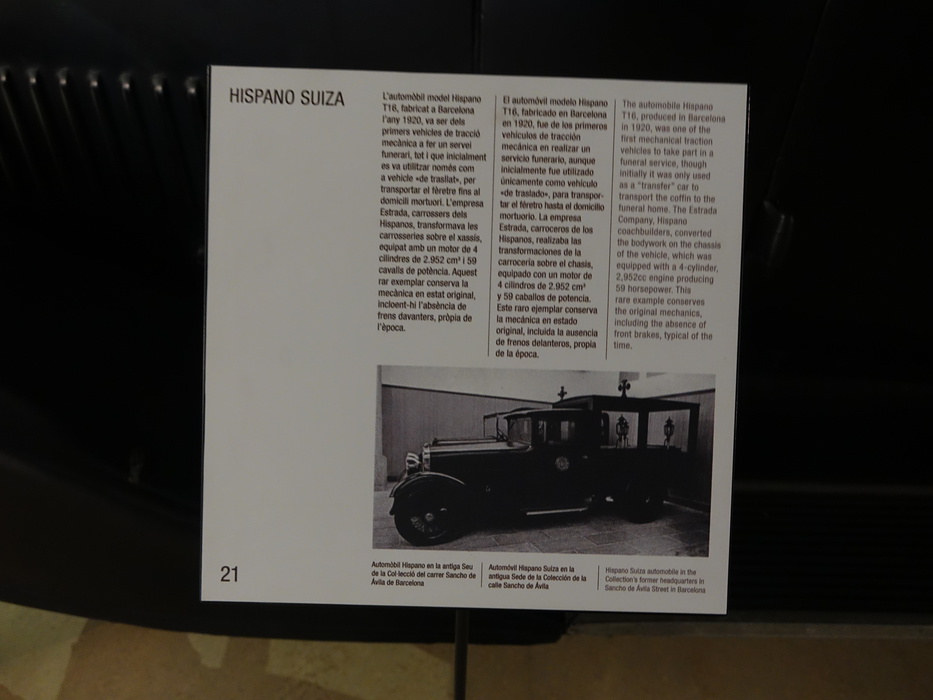 HISPANO SUIZA
L'automòbil model Hispano
T16, fabricat a Barcelona
l'any 1920, va ser dels
primers vehicles de tracció
mecànica a fer un servei
funerari, tot i que inicialment
es va utilitzar només com
a vehicle «de trasllat», per
transportar el fèretre fins al
domicili mortuori. L'empresa
Estrada, carrossers dels
Hispanos, transformava les
carrosseries sobre el xassís,
equipat amb un motor de 4
cilindres de 2.952 cm³ i 59
cavalls de potència. Aquest
rar exemplar conserva la
mecànica en estat original,
incloent-hi l'absència de
frens davanters, pròpia de
l'època.
El automóvil modelo Hispano
T16, fabricado en Barcelona
en 1920, fue de los primeros
vehículos de tracción
mecánica en realizar un
servicio funerario, aunque
inicialmente fue utilizado
únicamente como vehículo
«de traslado», para transpor-
tar el féretro hasta el domicilio
mortuorio. La empresa
Estrada, carroceros de los
Hispanos, realizaba las
transformaciones de la
carrocería sobre el chasis,
equipado con un motor de
4 cilindros de 2.952 cm³
y 59 caballos de potencia.
Este raro ejemplar conserva
la mecánica en estado
original, incluida la ausencia
de frenos delanteros, propia
de la época.
The automobile Hispano
T16, produced in Barcelona
in 1920, was one of the
first mechanical traction
vehicles to take part in a
funeral service, though
initially it was only used
as a "transfer" car to
transport the coffin to the
funeral home. The Estrada
Company, Hispano
coachbuilders, converted
the bodywork on the chassis
of the vehicle, which was
equipped with a 4-cylinder,
2,952cc engine producing
59 horsepower. This
rare example conserves
the original mechanics,
including the absence of
front brakes, typical of the
time.
Automòbil Hispano en la antiga Seu
de la Col·lecció del carrer Sancho de
Ávila de Barcelona
Automóvil Hispano Suiza en la
antigua Sede de la Colección de la
calle Sancho de Ávila
Hispano Suiza automobile in the
Collection's former headquarters in
Sancho de Ávila Street in Barcelona
21